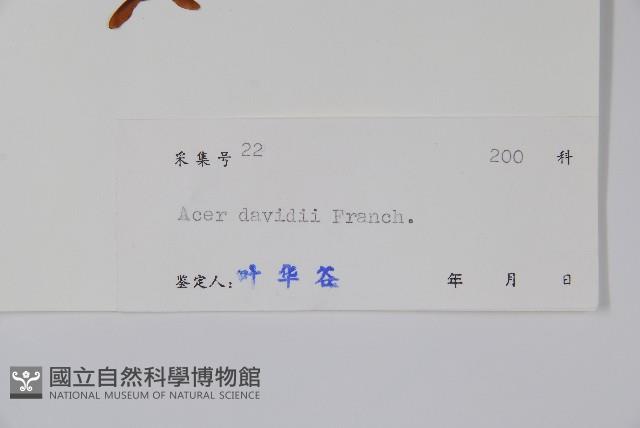 采集号 22 200 科
Acer davidii Franch.
鉴定人: 叶华谷 年 月 日
國立自然科學博物館
NATIONAL MUSEUM OF NATURAL SCIENCE